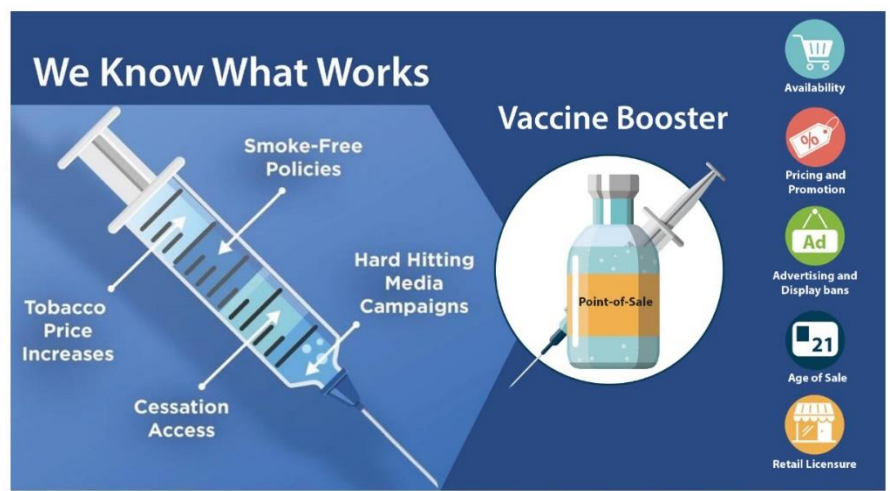 We Know What Works
Smoke-Free
Policies
Hard Hitting
Media
Campaigns
Tobacco
Price
Increases
Cessation
Access
Vaccine Booster
Point-of-Sale
Availability
%
Pricing and
Promotion
Ad
Advertising and
Display bans
21
Age of Sale
Retail Licensure